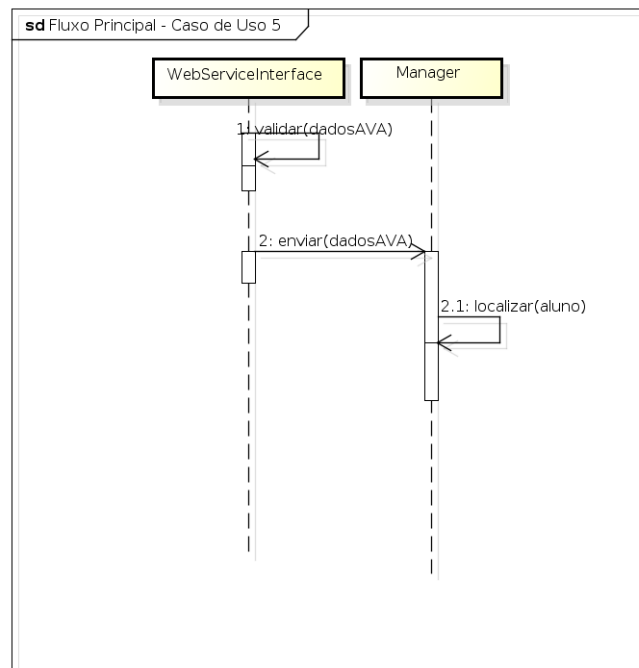 sd Fluxo Principal - Caso de Uso 5
WebServiceInterface
Manager
1: validar(dadosAVA)
2: enviar(dadosAVA)
2.1: localizar(aluno)